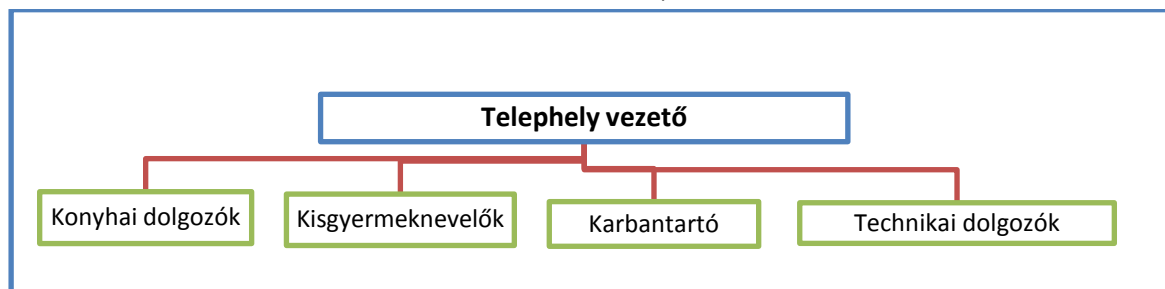 Telephely vezető
Konyhai dolgozók
Kisgyermeknevelők
Karbantartó
Technikai dolgozók